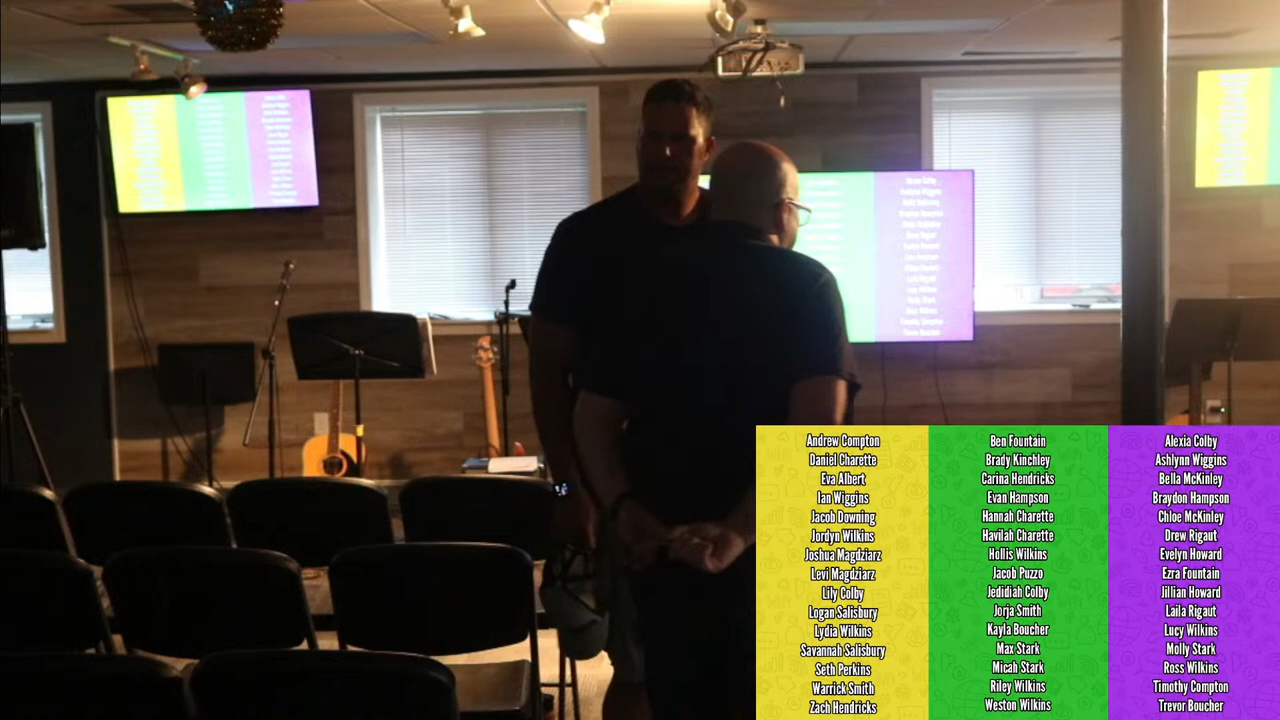 Andrew Compton
Daniel Charette
Eva Albert
Ian Wiggins
Jacob Downing
Jordyn Wilkins
Joshua Magdziarz
Levi Magdziarz
Lily Colby
Logan Salisbury
Lydia Wilkins
Savannah Salisbury
Seth Perkins
Warrick Smith
Zach Hendricks
Ben Fountain
Brady Kinchley
Carina Hendricks
Evan Hampson
Hannah Charette
Havilah Charette
Hollis Wilkins
Jacob Puzzo
Jedidiah Colby
Jorja Smith
Kayla Boucher
Max Stark
Micah Stark
Riley Wilkins
Weston Wilkins
Alexia Colby
Ashlynn Wiggins
Bella McKinley
Braydon Hampson
Chloe McKinley
Drew Rigaut
Evelyn Howard
Ezra Fountain
Jillian Howard
Laila Rigaut
Lucy Wilkins
Molly Stark
Ross Wilkins
Timothy Compton
Trevor Boucher